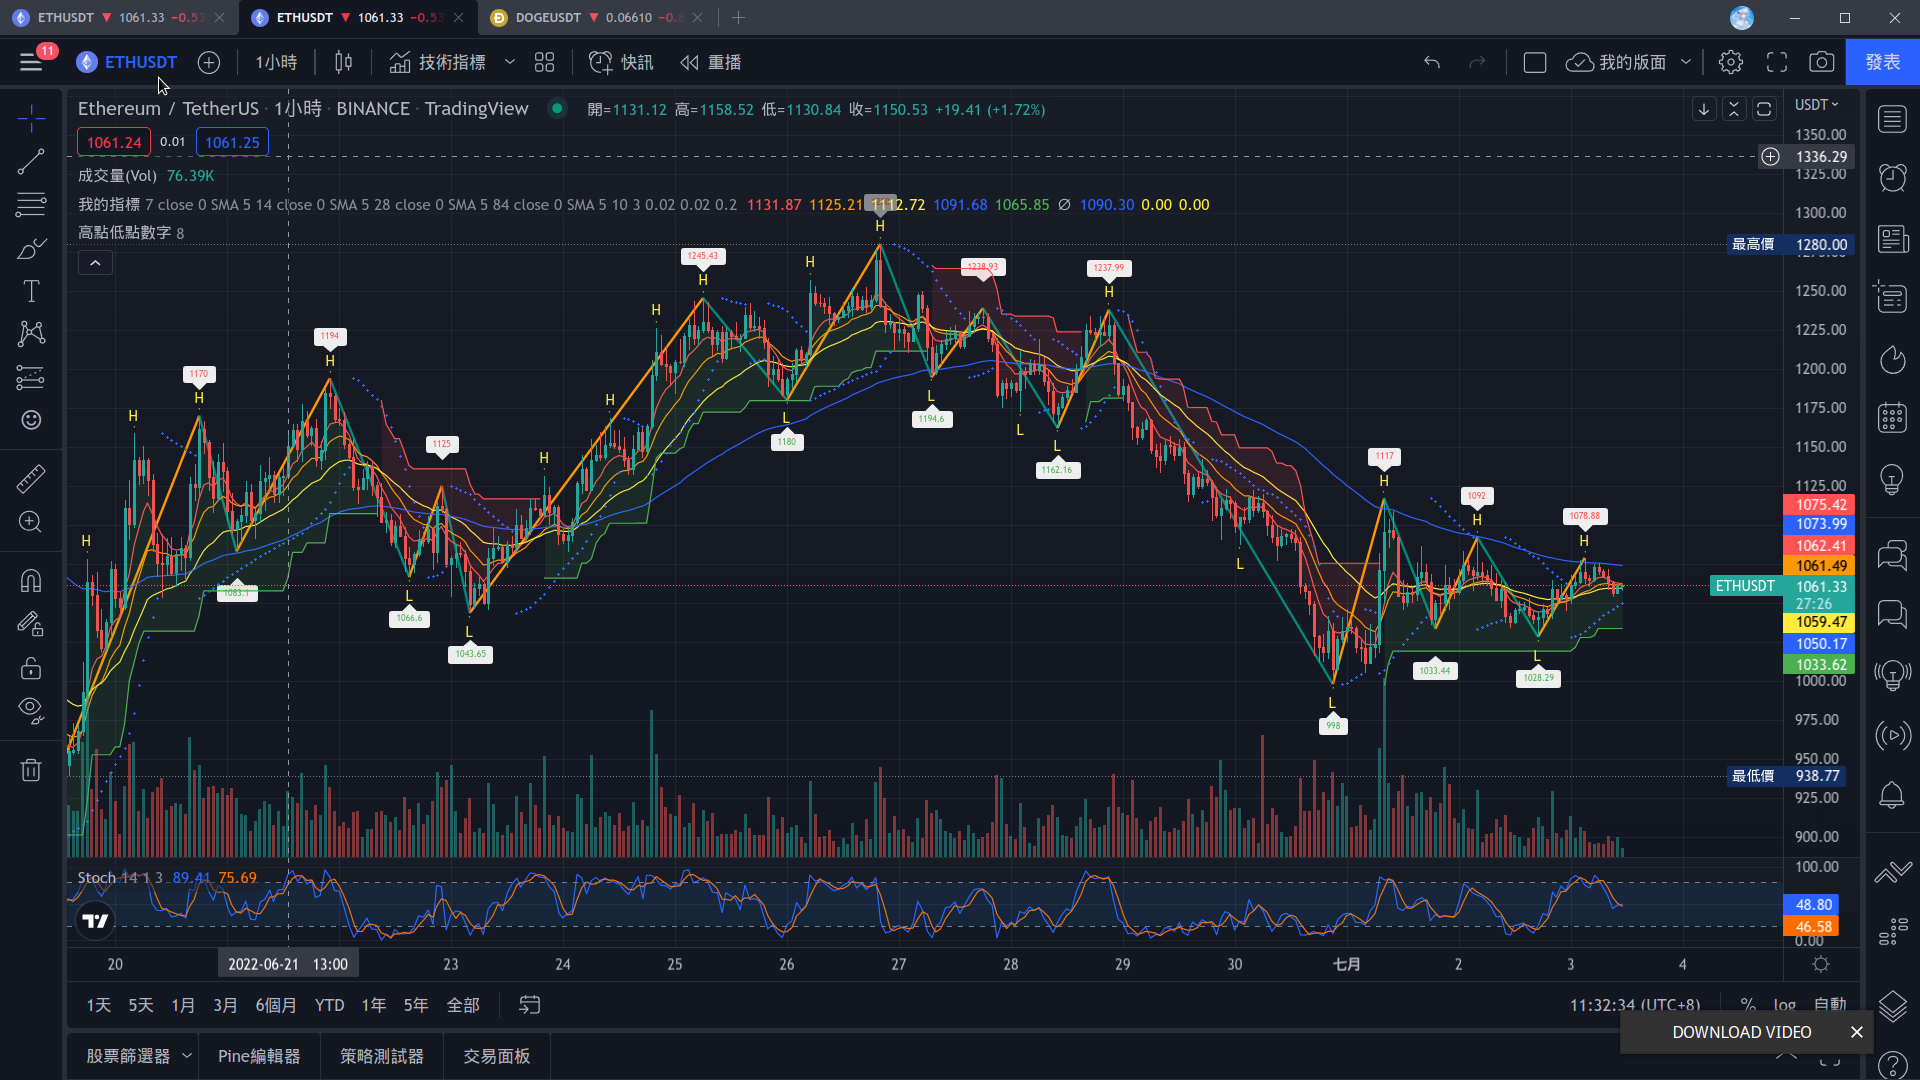 ETHUSDT ▼ 1061.33 −0.53
ETHUSDT ▼ 1061.33 −0.53
DOGEUSDT ▼ 0.06610 −0.8
11
ETHUSDT
1小時
技術指標
快訊
重播
我的版面
發表
Ethereum / TetherUS · 1小時 · BINANCE · TradingView
開=1131.12 高=1158.52 低=1130.84 收=1150.53 +19.41 (+1.72%)
USDT
1061.24 0.01 1061.25
成交量(Vol) 76.39K
我的指標 7 close 0 SMA 5 14 close 0 SMA 5 28 close 0 SMA 5 84 close 0 SMA 5 10 3 0.02 0.02 0.2 1131.87 1125.21 1112.72 1091.68 1065.85 ∅ 1090.30 0.00 0.00
高點低點數字 8
1350.00
1336.29
1325.00
1300.00
最高價 1280.00
1275.00
1250.00
1225.00
1200.00
1175.00
1150.00
1125.00
1075.42
1073.99
1062.41
1061.49
ETHUSDT 1061.33
27:26
1059.47
1050.17
1033.62
1000.00
975.00
950.00
最低價 938.77
925.00
900.00
H
H
1170
H
1083.1
1194
H
1066.6
L
1125
1043.65
L
H
H
H
1245.43
H
1180
L
H
H
1194.6
L
1238.93
L
1162.16
L
1237.99
H
L
998
L
1117
H
1033.44
1092
H
1028.29
L
1078.88
H
Stoch 14 1 3 89.41 75.69
100.00
48.80
46.58
0.00
20
2022-06-21 13:00
23
24
25
26
27
28
29
30
七月
2
3
4
1天 5天 1月 3月 6個月 YTD 1年 5年 全部
11:32:34 (UTC+8) % log 自動
股票篩選器 Pine編輯器 策略測試器 交易面板
DOWNLOAD VIDEO